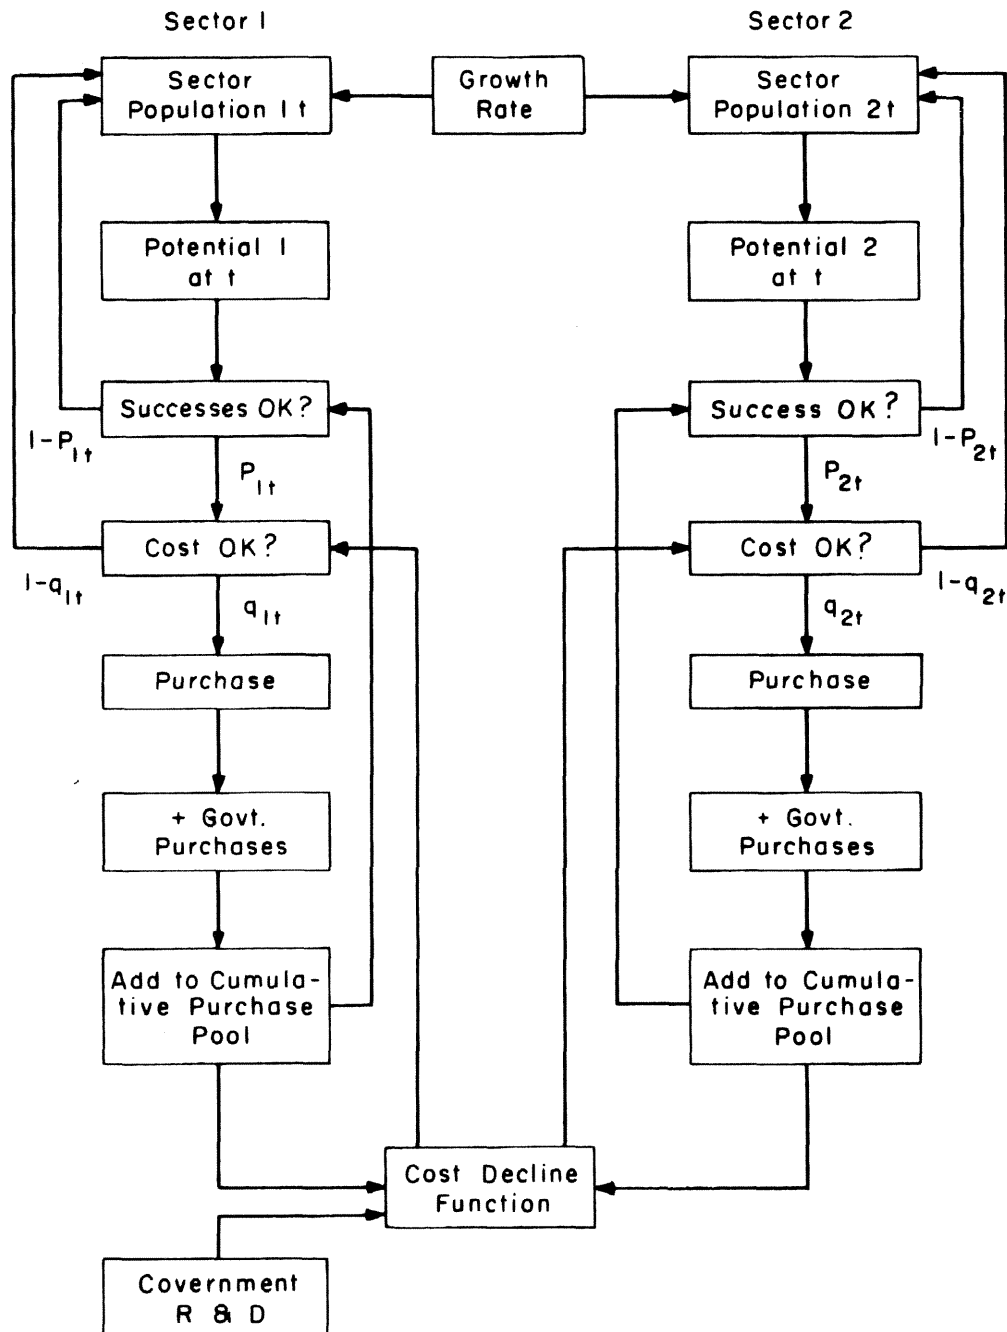 Sector 1
Sector 2
Sector
Population 1t
Growth
Rate
Sector
Population 2t
Potential 1
at t
Potential 2
at t
Successes OK?
Success OK?
1-P1t
P1t
P2t
1-P2t
Cost OK?
Cost OK?
1-q1t
q1t
q2t
1-q2t
Purchase
Purchase
+ Govt.
Purchases
+ Govt.
Purchases
Add to Cumula-
tive Purchase
Pool
Add to Cumula-
tive Purchase
Pool
Cost Decline
Function
Covernment
R & D